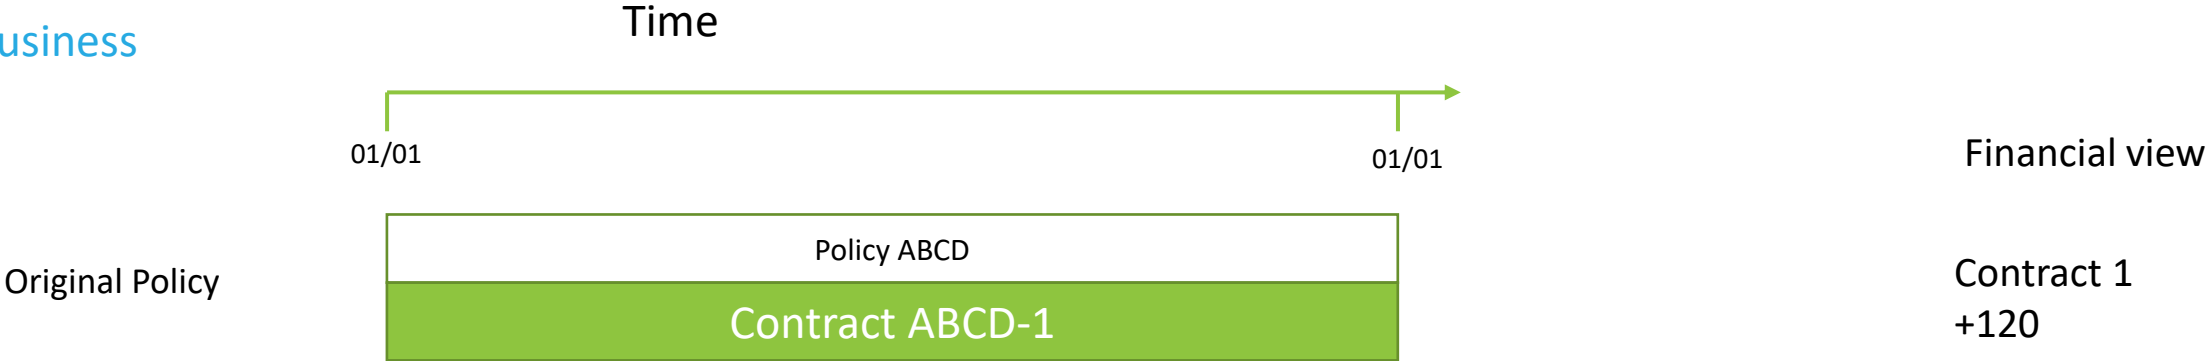 usiness
Time
01/01
01/01
Financial view
Policy ABCD
Original Policy
Contract ABCD-1
Contract 1
+120